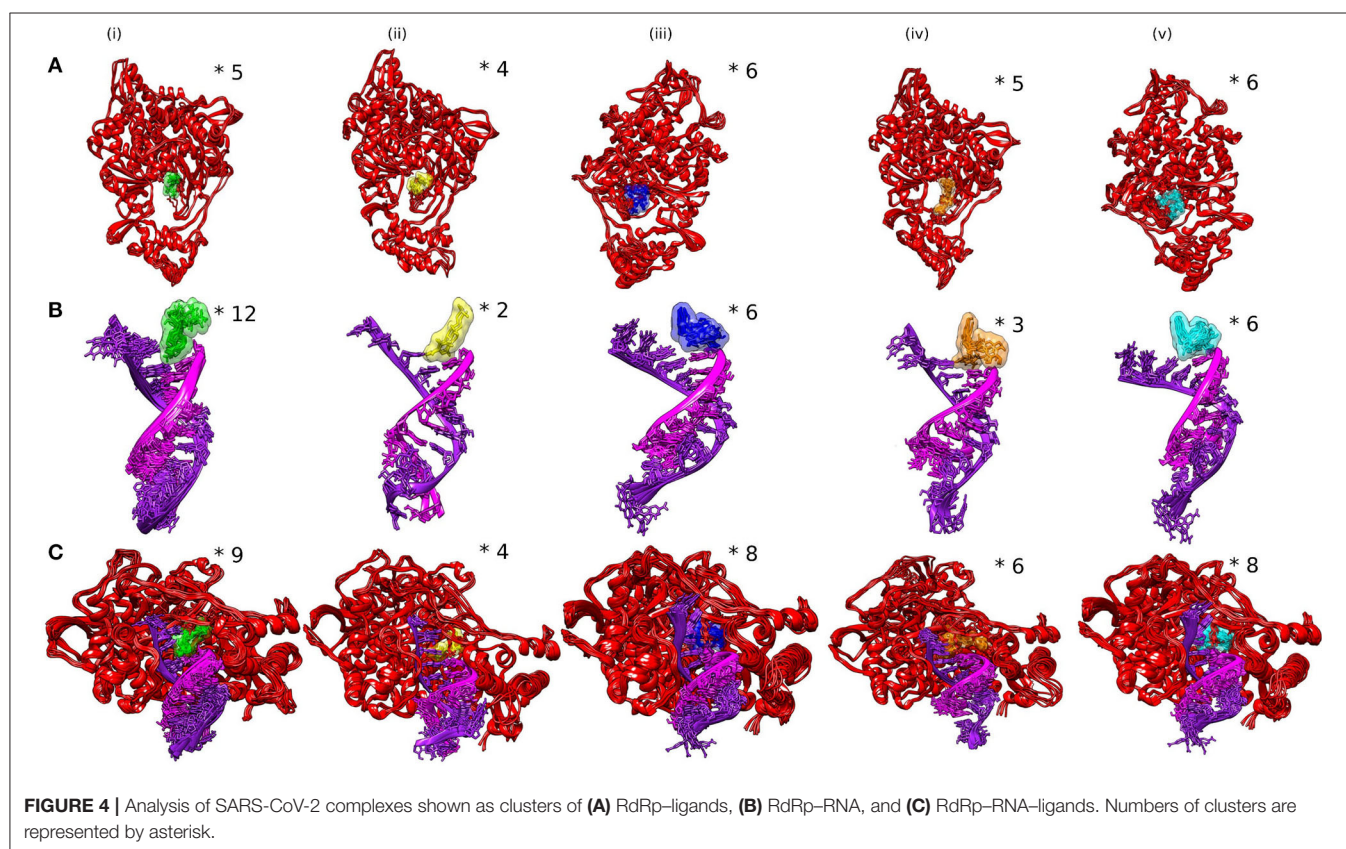 (i) (ii) (iii) (iv) (v)
A * 5 * 4 * 6 * 5 * 6
B * 12 * 2 * 6 * 3 * 6
C * 9 * 4 * 8 * 6 * 8
FIGURE 4 | Analysis of SARS-CoV-2 complexes shown as clusters of (A) RdRp–ligands, (B) RdRp–RNA, and (C) RdRp–RNA–ligands. Numbers of clusters are
represented by asterisk.